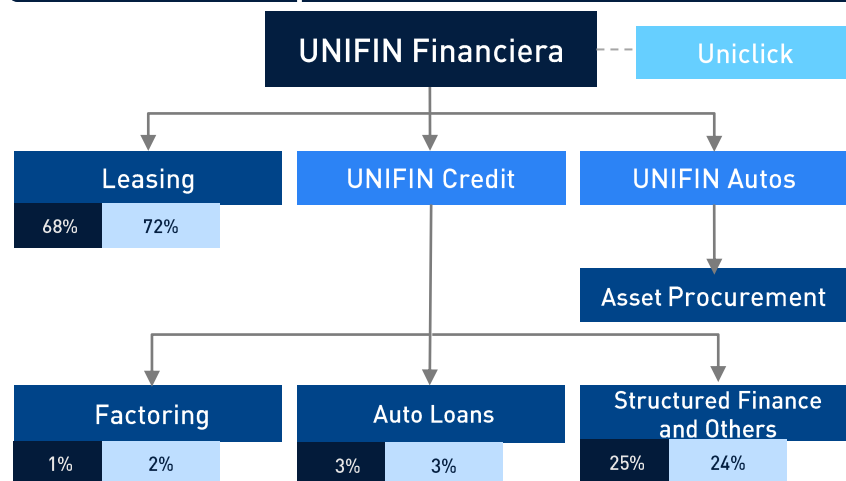 UNIFIN Financiera
Uniclick
Leasing
UNIFIN Credit
UNIFIN Autos
68%
72%
Asset Procurement
Factoring
Auto Loans
Structured Finance
and Others
1%
2%
3%
3%
25%
24%